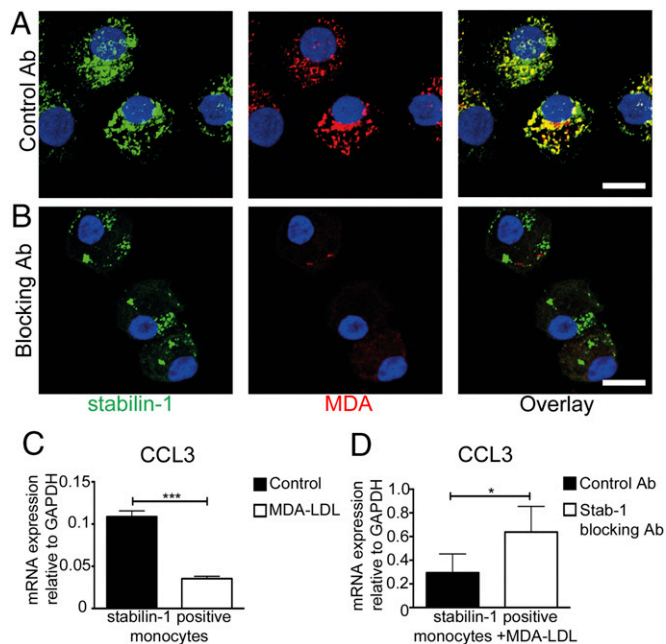 A
Control Ab
B
Blocking Ab
stabilin-1 MDA Overlay
C
CCL3
***
Control
MDA-LDL
mRNA expression
relative to GAPDH
0.15
0.10
0.05
0
stabilin-1 positive
monocytes
D
CCL3
*
Control Ab
Stab-1
blocking Ab
mRNA expression
relative to GAPDH
1.0
0.8
0.6
0.4
0.2
0
stabilin-1 positive
monocytes +MDA-LDL